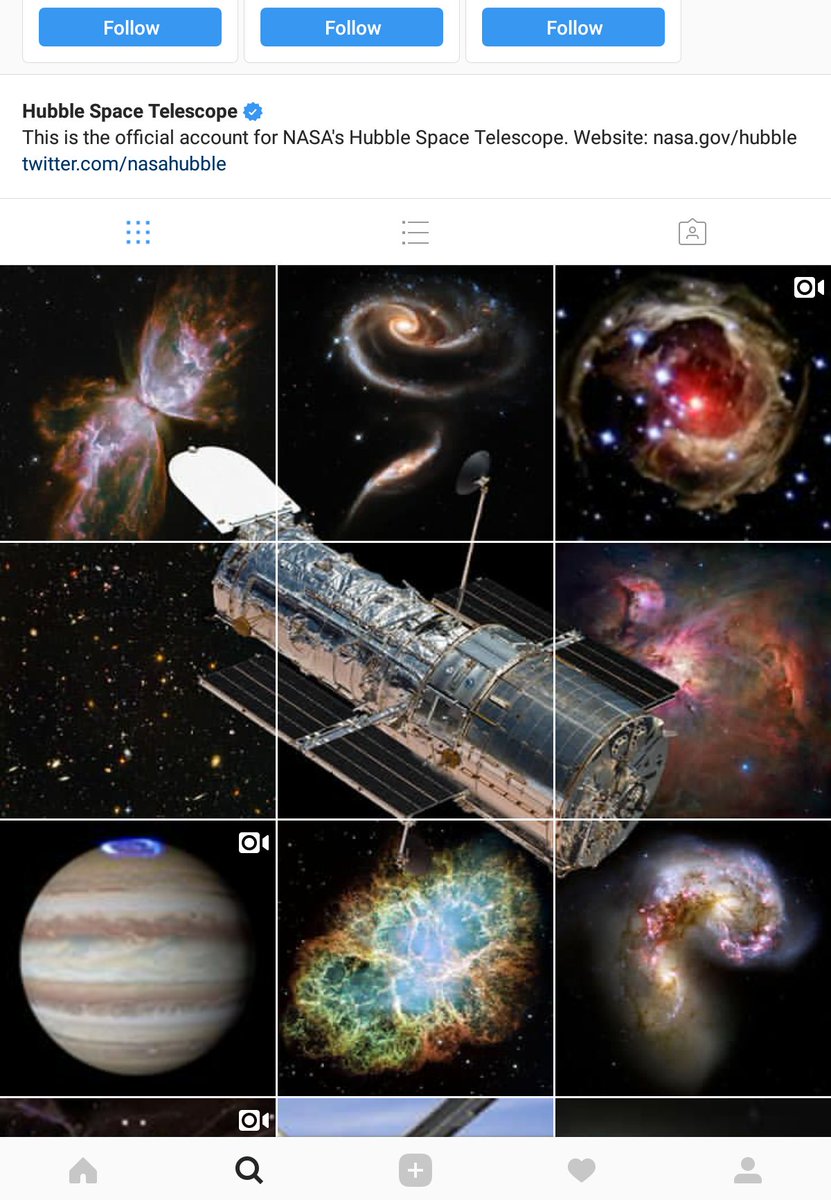 Follow
Follow
Follow
Hubble Space Telescope
This is the official account for NASA's Hubble Space Telescope. Website: nasa.gov/hubble
twitter.com/nasahubble